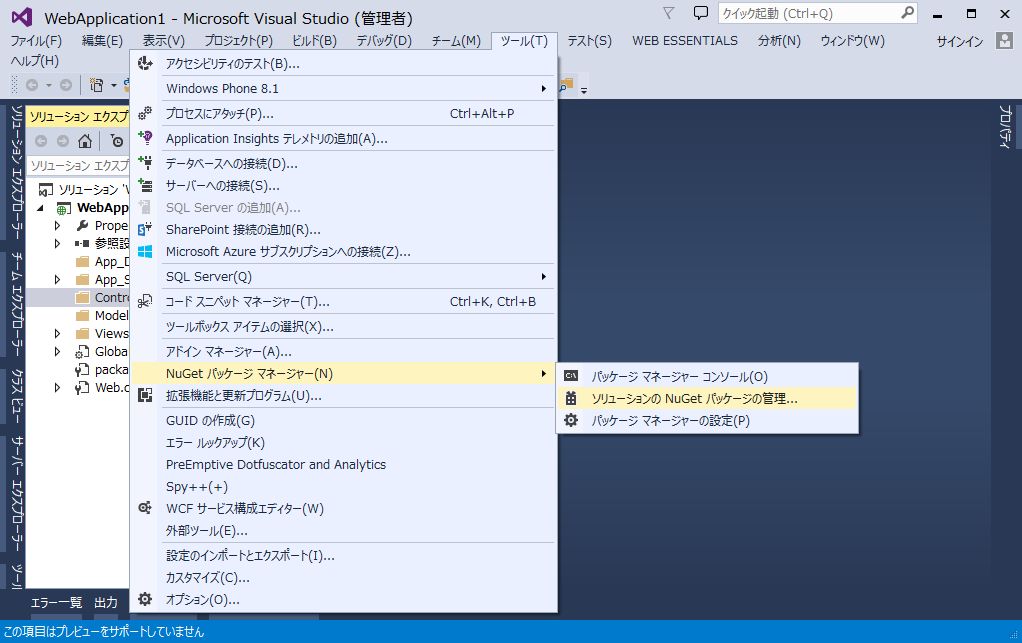 WebApplication1 - Microsoft Visual Studio (管理者)
クイック起動 (Ctrl+Q)
ファイル(F) 編集(E) 表示(V) プロジェクト(P) ビルド(B) デバッグ(D) チーム(M) ツール(T) テスト(S) WEB ESSENTIALS 分析(N) ウィンドウ(W) サインイン
ヘルプ(H)
ソリューション エクスプローラー
チーム エクスプローラー
クラス ビュー
サーバー エクスプローラー
ツール
ソリューション エクスプ
ソリューション エクスプ
ソリューション 'W
WebApp
Prope
参照設
App_D
App_S
Contro
Model
Views
Globa
packa
Web.c
アクセシビリティのテスト(B)...
Windows Phone 8.1
プロセスにアタッチ(P)... Ctrl+Alt+P
Application Insights テレメトリの追加(A)...
データベースへの接続(D)...
サーバーへの接続(S)...
SQL Server の追加(A)...
SharePoint 接続の追加(R)...
Microsoft Azure サブスクリプションへの接続(Z)...
SQL Server(Q)
コード スニペット マネージャー(T)... Ctrl+K, Ctrl+B
ツールボックス アイテムの選択(X)...
アドイン マネージャー(A)...
NuGet パッケージ マネージャー(N)
拡張機能と更新プログラム(U)...
GUID の作成(G)
エラー ルックアップ(K)
PreEmptive Dotfuscator and Analytics
Spy++(+)
WCF サービス構成エディター(W)
外部ツール(E)...
設定のインポートとエクスポート(I)...
カスタマイズ(C)...
オプション(O)...
パッケージ マネージャー コンソール(O)
ソリューションの NuGet パッケージの管理...
パッケージ マネージャーの設定(P)
プロパティ
エラー一覧 出力
この項目はプレビューをサポートしていません